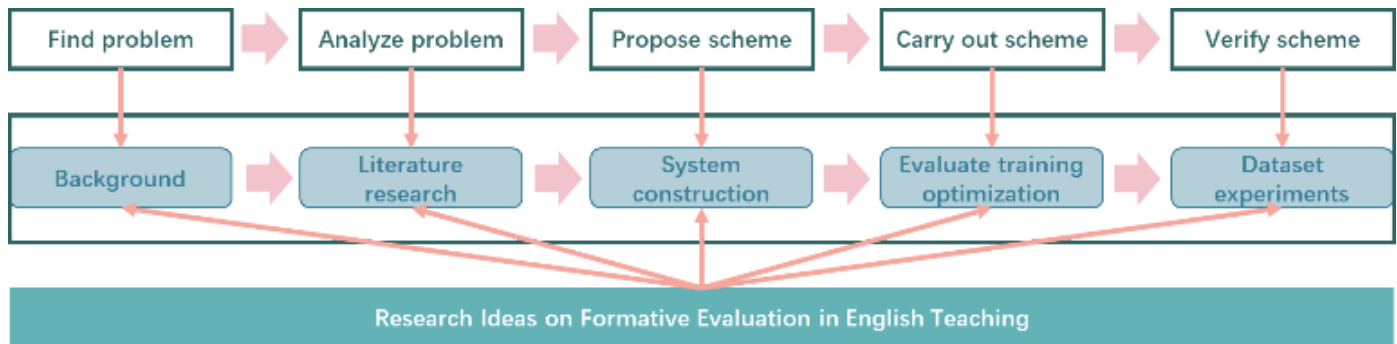 Find problem
Analyze problem
Propose scheme
Carry out scheme
Verify scheme
Background
Literature
research
System
construction
Evaluate training
optimization
Dataset
experiments
Research Ideas on Formative Evaluation in English Teaching